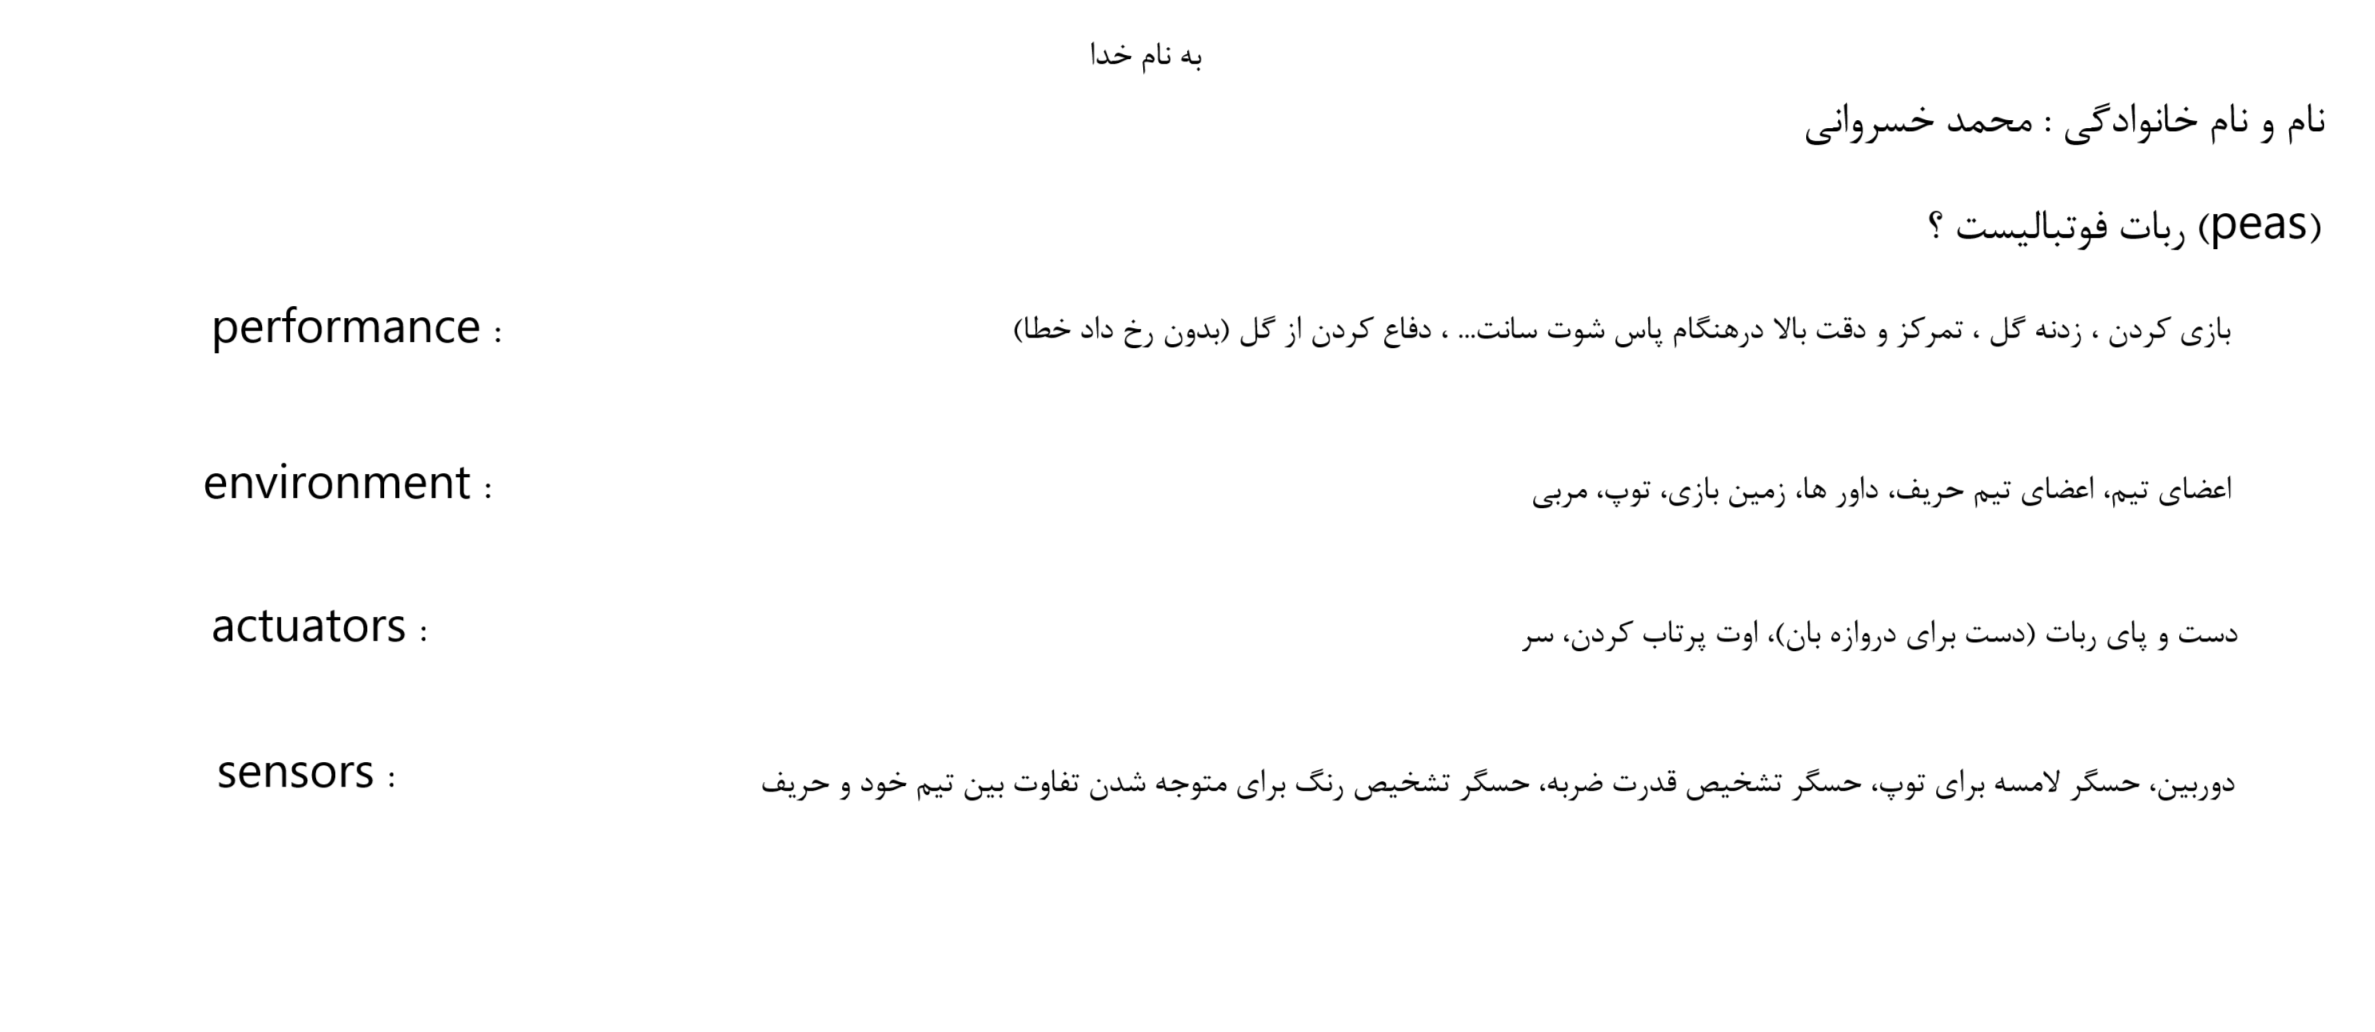 به نام خدا
نام و نام خانوادگی : محمد خسروانی
(peas) ربات فوتبالیست ؟
performance : بازی کردن ، زدنه گل ، تمرکز و دقت بالا درهنگام پاس شوت سانت... ، دفاع کردن از گل (بدون رخ داد خطا)
environment : اعضای تیم، اعضای تیم حریف، داور ها، زمین بازی، توپ، مربی
actuators : دست و پای ربات (دست برای دروازه بان)، اوت پرتاب کردن، سر
sensors : دوربین، حسگر لامسه برای توپ، حسگر تشخیص قدرت ضربه، حسگر تشخیص رنگ برای متوجه شدن تفاوت بین تیم خود و حریف